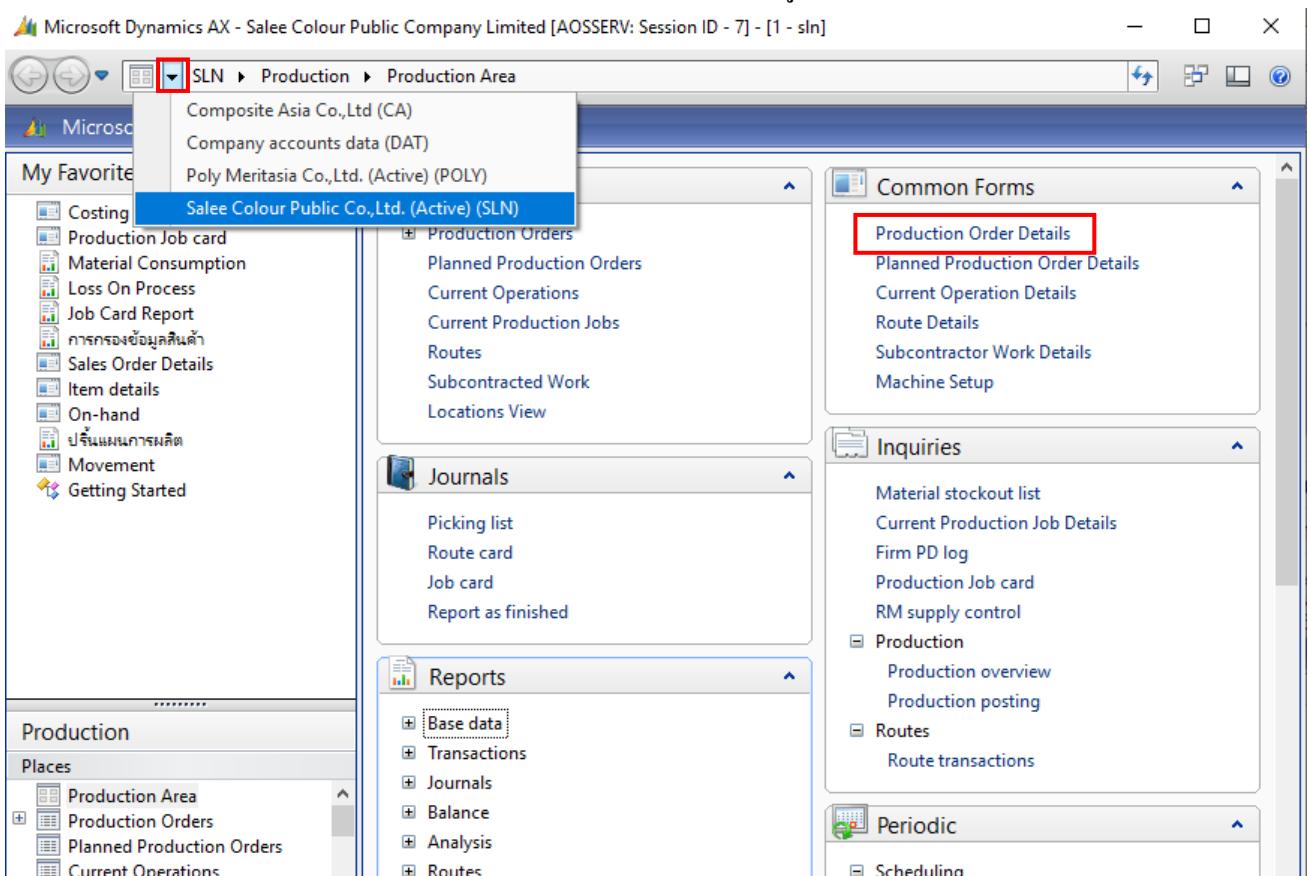 Microsoft Dynamics AX - Salee Colour Public Company Limited [AOSSERV: Session ID - 7] - [1 - sln]
SLN Production Production Area
Composite Asia Co.,Ltd (CA)
Company accounts data (DAT)
Poly Meritasia Co.,Ltd. (Active) (POLY)
Salee Colour Public Co.,Ltd. (Active) (SLN)
My Favorite
Costing
Production Job card
Material Consumption
Loss On Process
Job Card Report
การกรองข้อมูลสินค้า
Sales Order Details
Item details
On-hand
ปริ้นแผนการผลิต
Movement
Getting Started
Production
Places
Production Area
Production Orders
Planned Production Orders
Current Operations
Production Orders
Planned Production Orders
Current Operations
Current Production Jobs
Routes
Subcontracted Work
Locations View
Journals
Picking list
Route card
Job card
Report as finished
Reports
Base data
Transactions
Journals
Balance
Analysis
Routes
Common Forms
Production Order Details
Planned Production Order Details
Current Operation Details
Route Details
Subcontractor Work Details
Machine Setup
Inquiries
Material stockout list
Current Production Job Details
Firm PD log
Production Job card
RM supply control
Production
Production overview
Production posting
Routes
Route transactions
Periodic
Scheduling